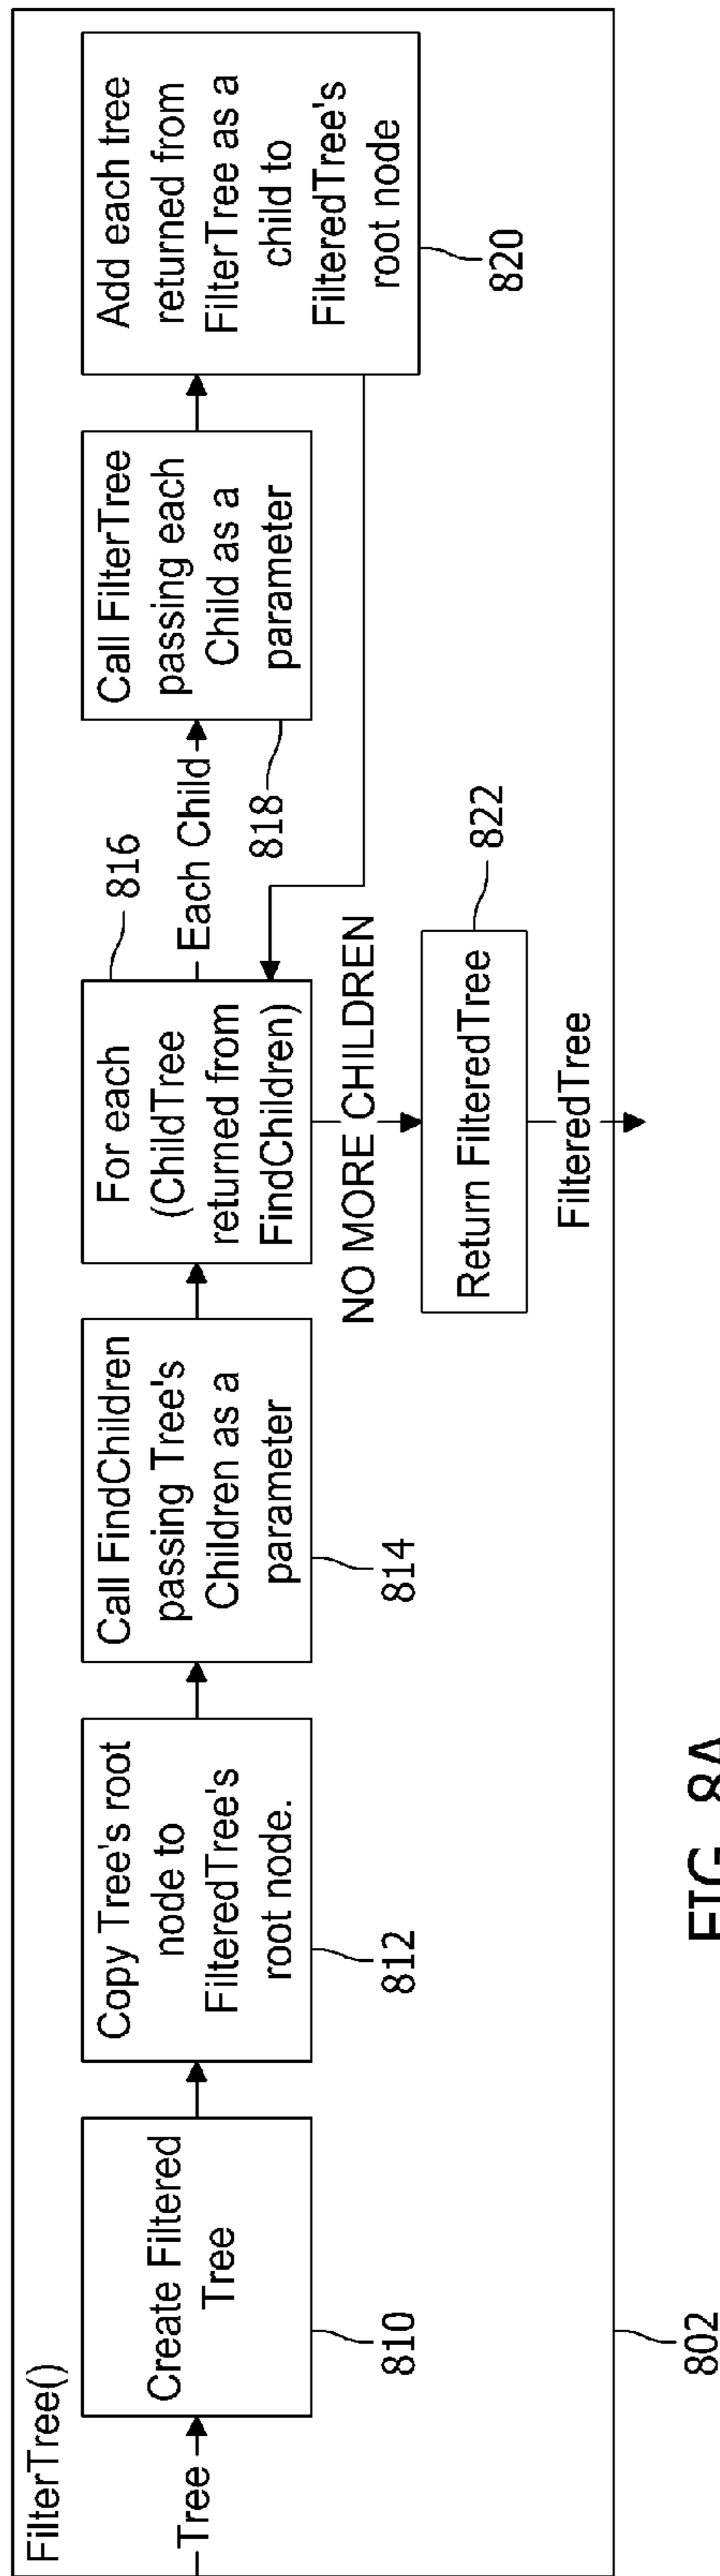 FilterTree()
Tree
Create Filtered
Tree
810
Copy Tree's root
node to
FilteredTree's
root node.
812
Call FindChildren
passing Tree's
Children as a
parameter
814
For each
(ChildTree
returned from
FindChildren)
816
Each Child
Call FilterTree
passing each
Child as a
parameter
818
Add each tree
returned from
FilterTree as a
child to
FilteredTree's
root node
820
NO MORE CHILDREN
Return FilteredTree
822
FilteredTree
802
FIG. 8A